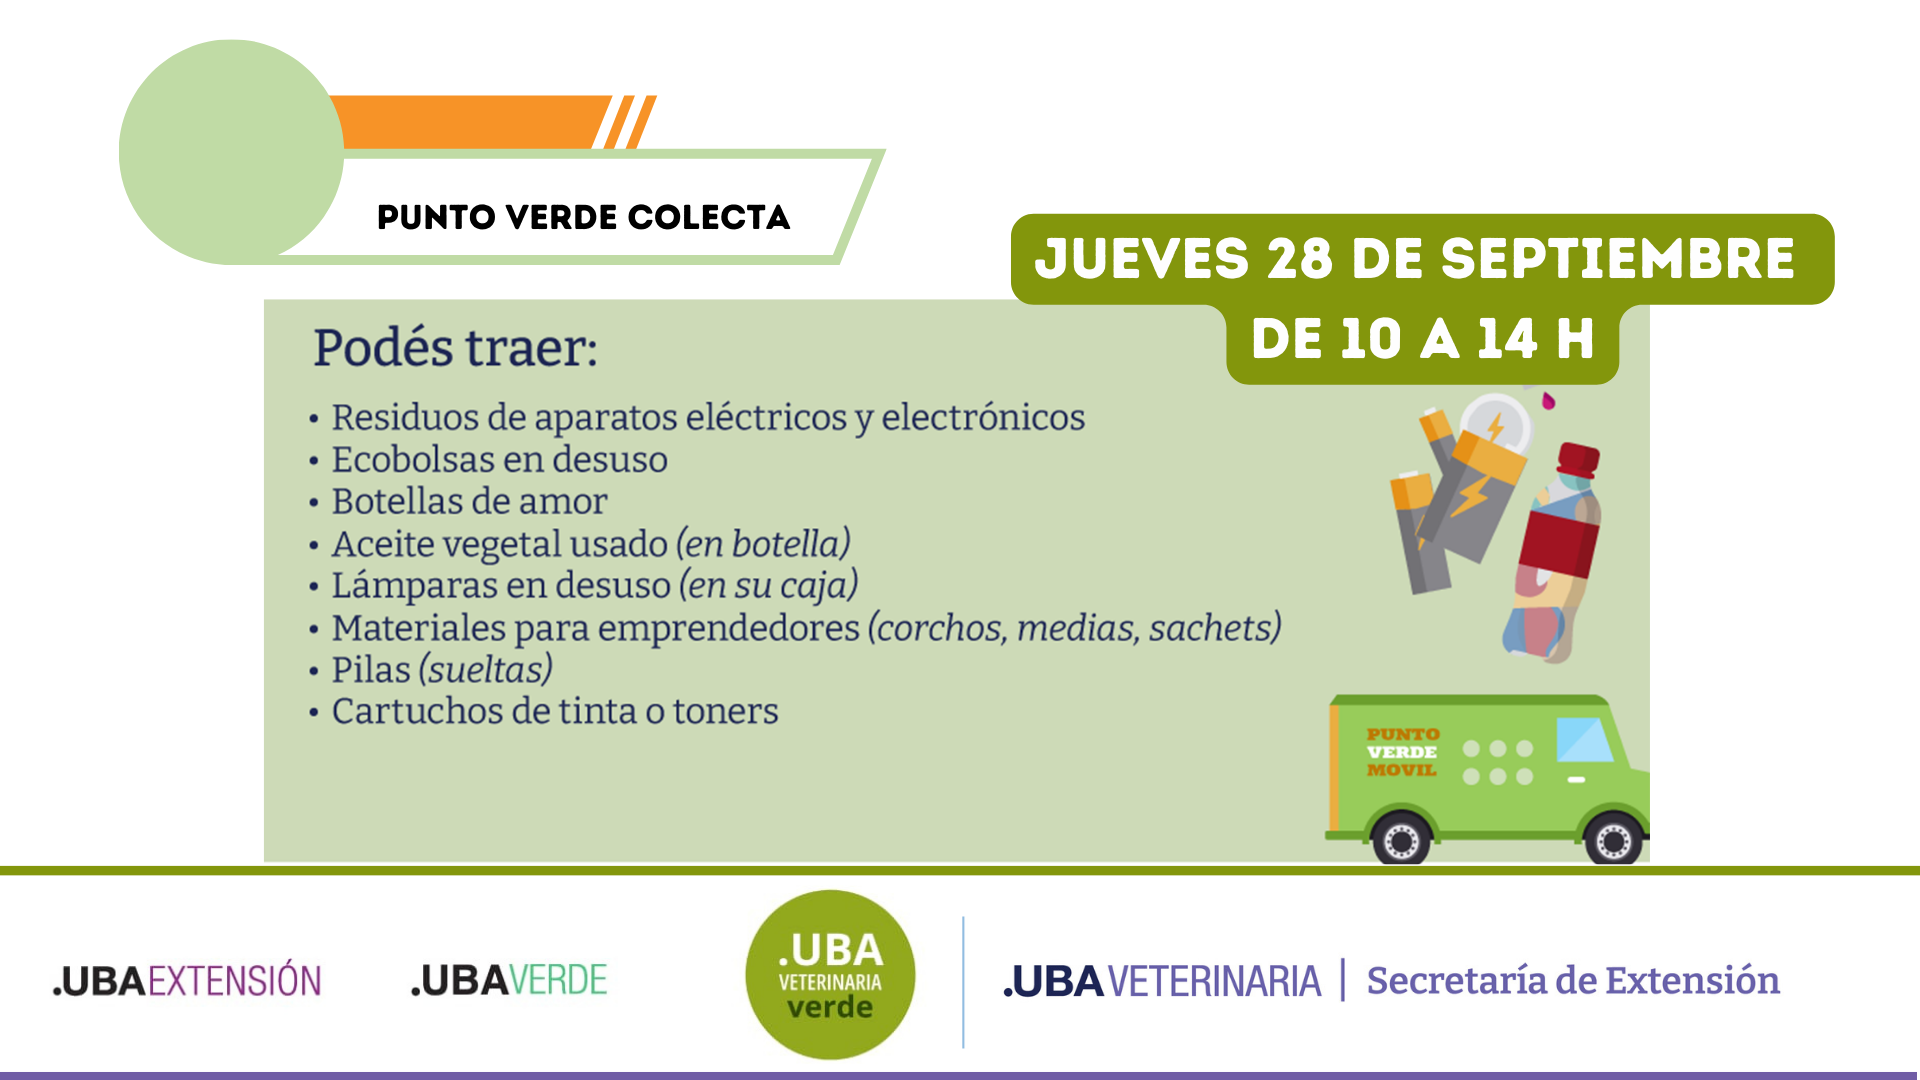 PUNTO VERDE COLECTA
JUEVES 28 DE SEPTIEMBRE
DE 10 A 14 H
Podés traer:
• Residuos de aparatos eléctricos y electrónicos
• Ecobolsas en desuso
• Botellas de amor
• Aceite vegetal usado (en botella)
• Lámparas en desuso (en su caja)
• Materiales para emprendedores (corchos, medias, sachets)
• Pilas (sueltas)
• Cartuchos de tinta o toners
PUNTO
VERDE
MOVIL
.UBAEXTENSIÓN
.UBAVERDE
.UBA
VETERINARIA
verde
.UBAVETERINARIA | Secretaría de Extensión